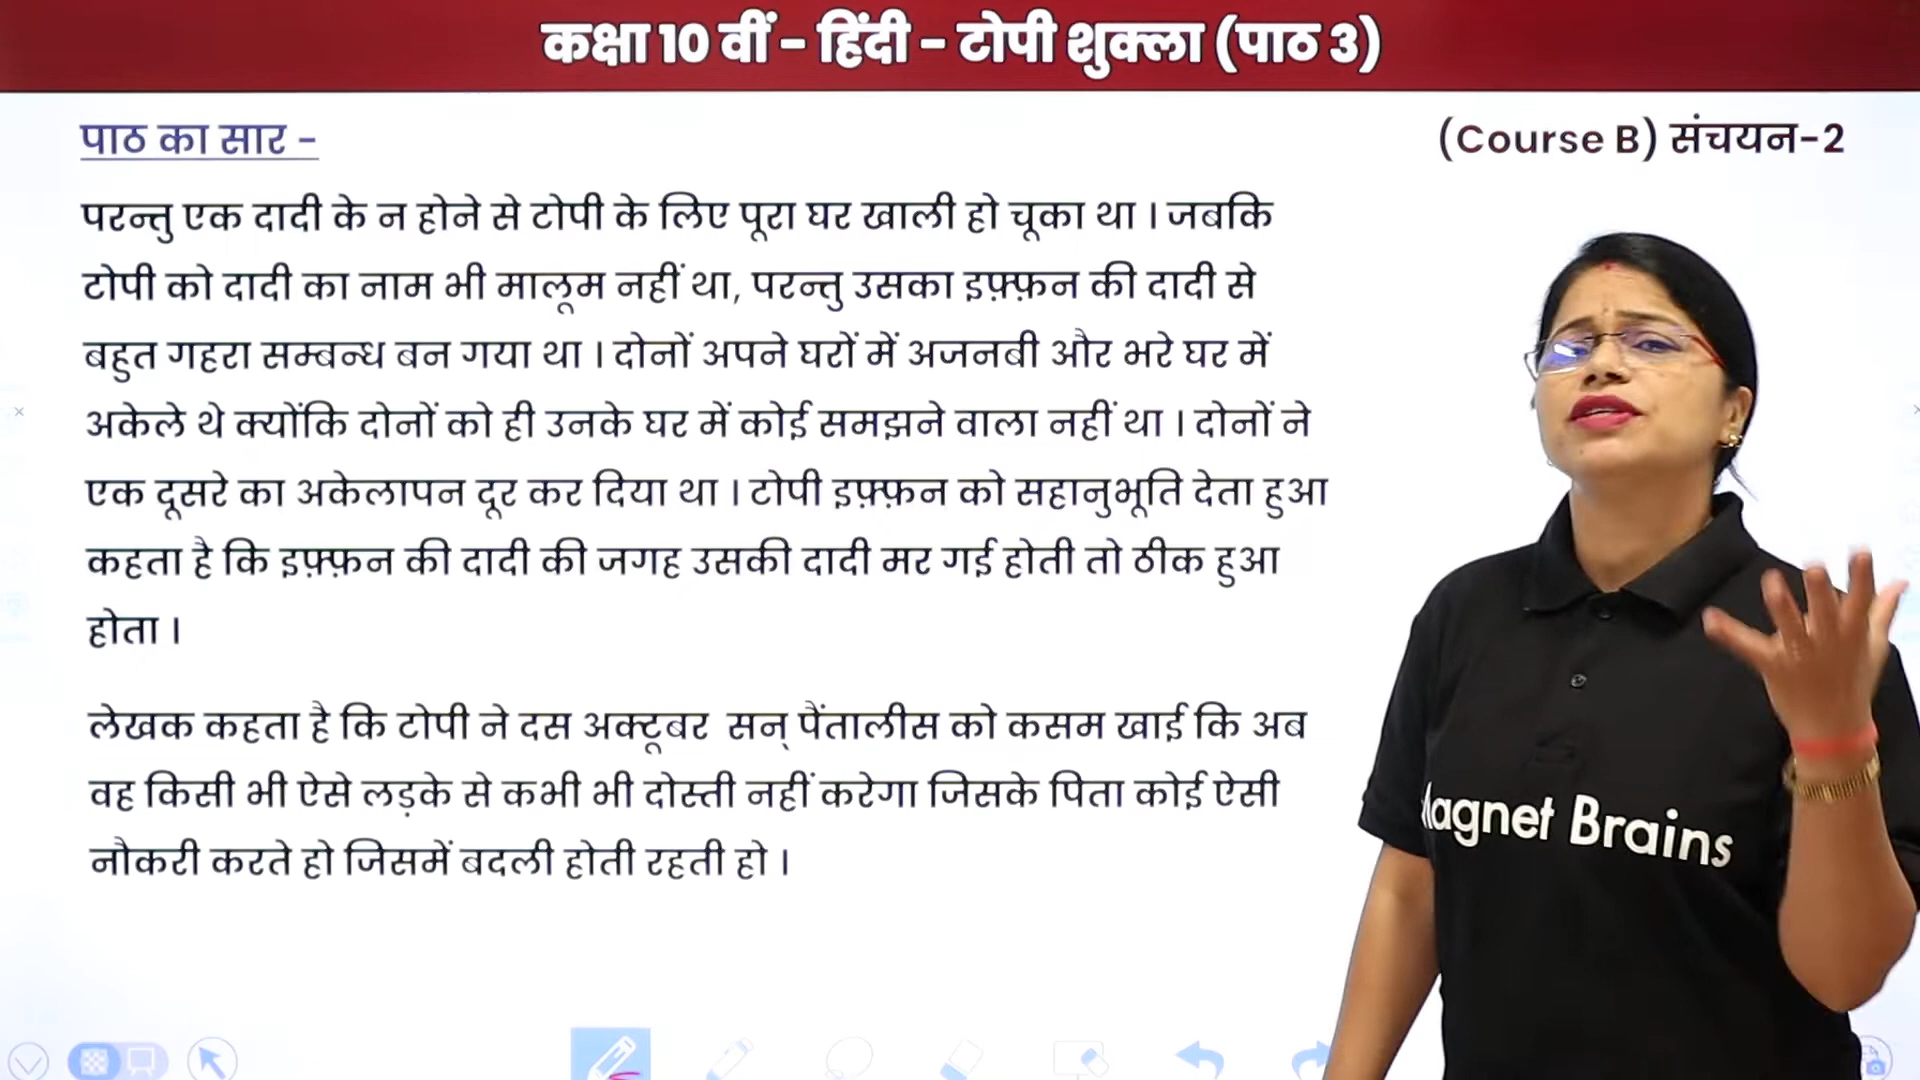 कक्षा 10 वीं - हिंदी - टोपी शुक्ला (पाठ 3)
पाठ का सार -
(Course B) संचयन-2
परन्तु एक दादी के न होने से टोपी के लिए पूरा घर खाली हो चूका था । जबकि
टोपी को दादी का नाम भी मालूम नहीं था, परन्तु उसका इफ़्फ़न की दादी से
बहुत गहरा सम्बन्ध बन गया था । दोनों अपने घरों में अजनबी और भरे घर में
अकेले थे क्योंकि दोनों को ही उनके घर में कोई समझने वाला नहीं था । दोनों ने
एक दूसरे का अकेलापन दूर कर दिया था । टोपी इफ़्फ़न को सहानुभूति देता हुआ
कहता है कि इफ़्फ़न की दादी की जगह उसकी दादी मर गई होती तो ठीक हुआ
होता ।
लेखक कहता है कि टोपी ने दस अक्टूबर सन् पैंतालीस को कसम खाई कि अब
वह किसी भी ऐसे लड़के से कभी भी दोस्ती नहीं करेगा जिसके पिता कोई ऐसी
नौकरी करते हो जिसमें बदली होती रहती हो ।
Magnet Brains